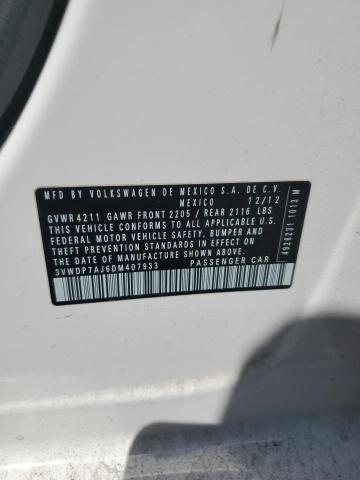 MFD BY VOLKSWAGEN DE MEXICO S.A. DE C.V.
MEXICO 12/12
GVWR 4211 GAWR FRONT 2205 / REAR 2116 LBS
THIS VEHICLE CONFORMS TO ALL APPLICABLE
FEDERAL MOTOR VEHICLE SAFETY, BUMPER AND
THEFT PREVENTION STANDARDS IN EFFECT ON
THE DATE OF MANUFACTURE SHOWN ABOVE.
3VWDP7AJ6DM407933 PASSENGER CAR
4926231 1013 M